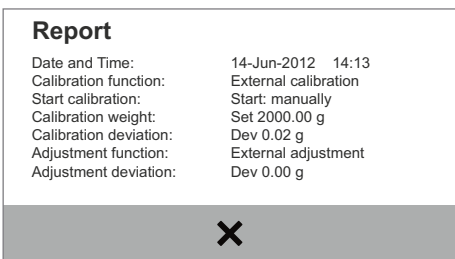 Report
Date and Time: 14-Jun-2012 14:13
Calibration function: External calibration
Start calibration: Start: manually
Calibration weight: Set 2000.00 g
Calibration deviation: Dev 0.02 g
Adjustment function: External adjustment
Adjustment deviation: Dev 0.00 g